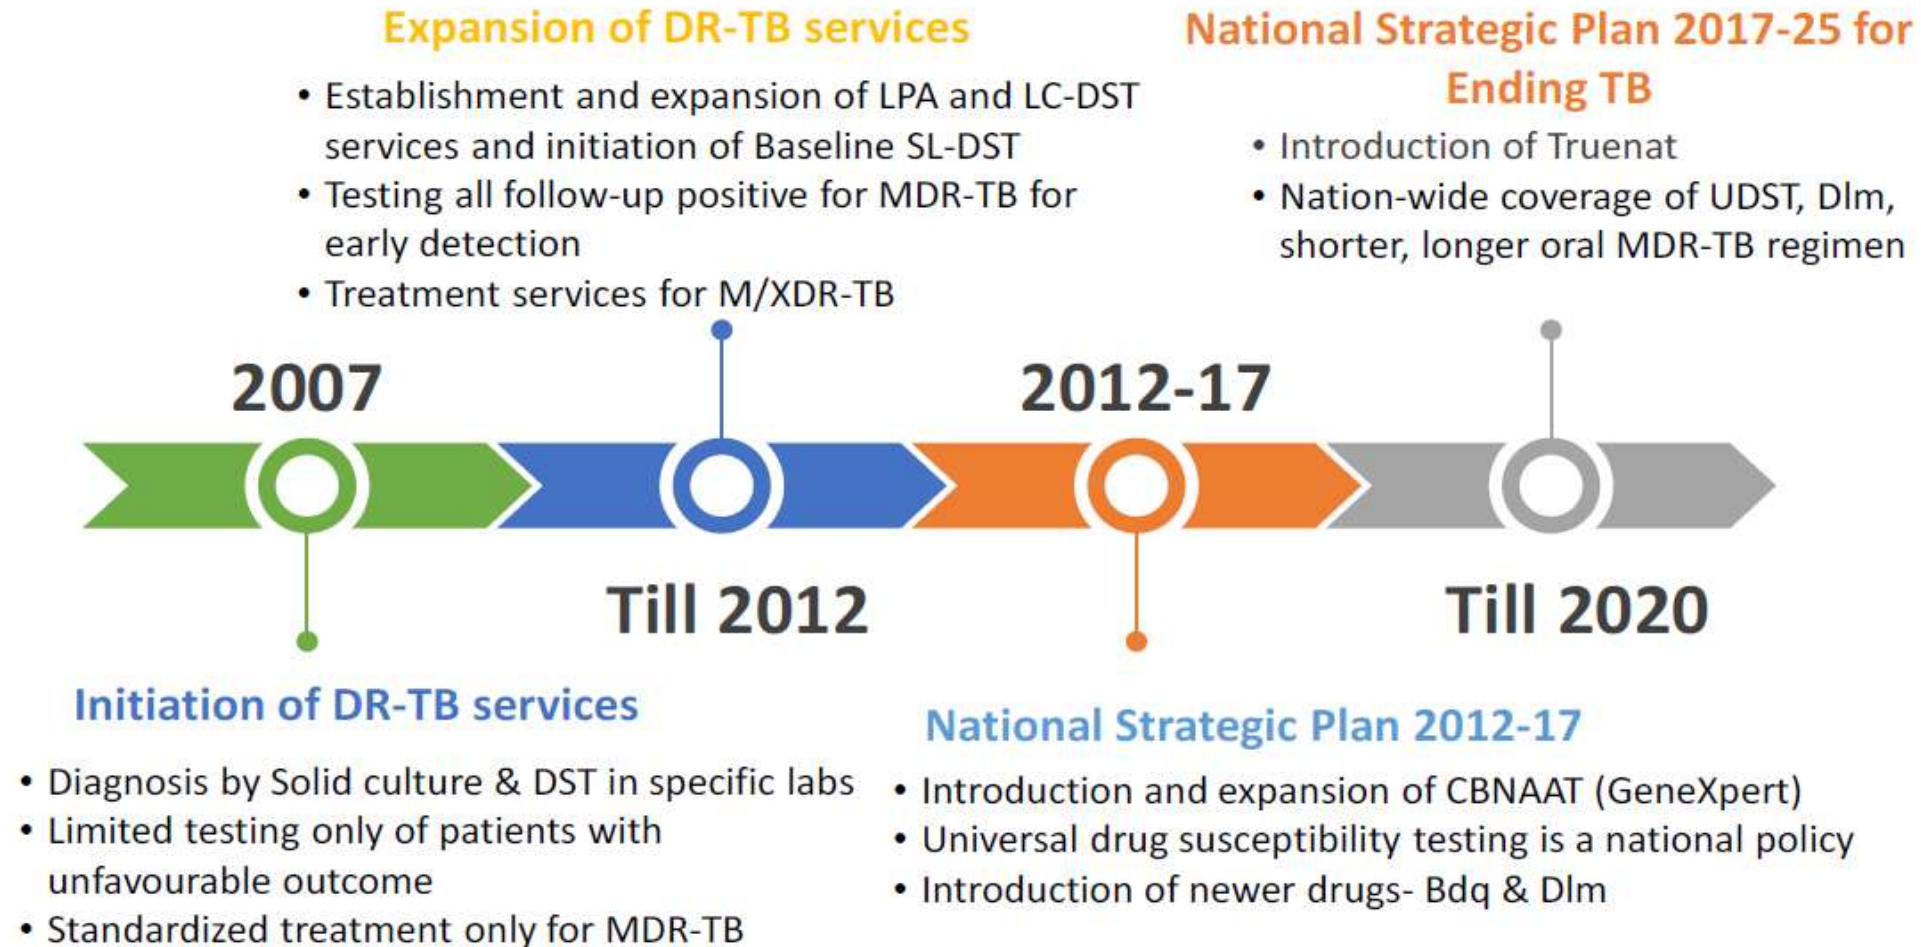 Expansion of DR-TB services
• Establishment and expansion of LPA and LC-DST
services and initiation of Baseline SL-DST
• Testing all follow-up positive for MDR-TB for
early detection
• Treatment services for M/XDR-TB
National Strategic Plan 2017-25 for
Ending TB
• Introduction of Truenat
• Nation-wide coverage of UDST, Dlm,
shorter, longer oral MDR-TB regimen
2007
2012-17
Till 2012
Till 2020
Initiation of DR-TB services
• Diagnosis by Solid culture & DST in specific labs
• Limited testing only of patients with
unfavourable outcome
• Standardized treatment only for MDR-TB
National Strategic Plan 2012-17
• Introduction and expansion of CBNAAT (GeneXpert)
• Universal drug susceptibility testing is a national policy
• Introduction of newer drugs- Bdq & Dlm